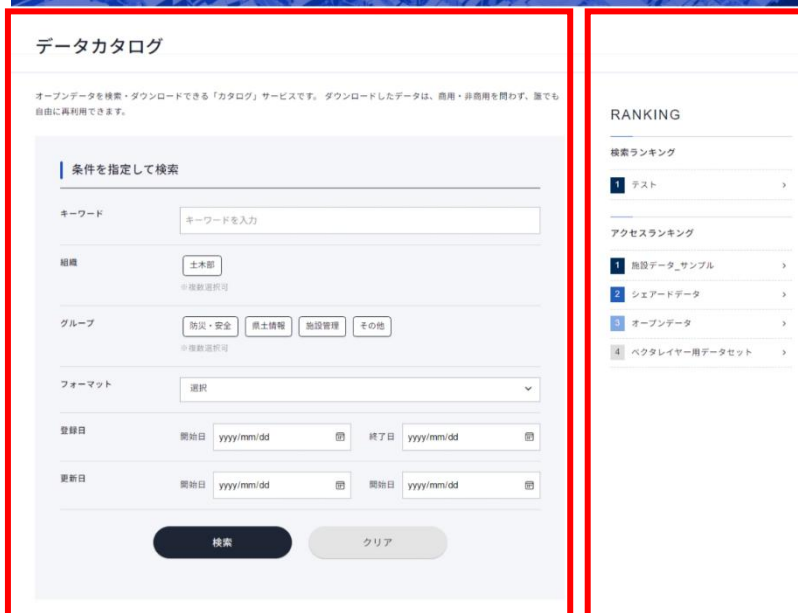 データカタログ
オープンデータを検索・ダウンロードできる「カタログ」サービスです。 ダウンロードしたデータは、商用・非商用を問わず、誰でも
自由に再利用できます。
条件を指定して検索
キーワード
キーワードを入力
組織
土木部
※複数選択可
グループ
防災・安全 県土情報 施設管理 その他
※複数選択可
フォーマット
選択
登録日
開始日 yyyy/mm/dd 終了日 yyyy/mm/dd
更新日
開始日 yyyy/mm/dd 開始日 yyyy/mm/dd
検索 クリア
RANKING
検索ランキング
1 テスト
アクセスランキング
1 施設データ_サンプル
2 シェアードデータ
3 オープンデータ
4 ベクタレイヤー用データセット